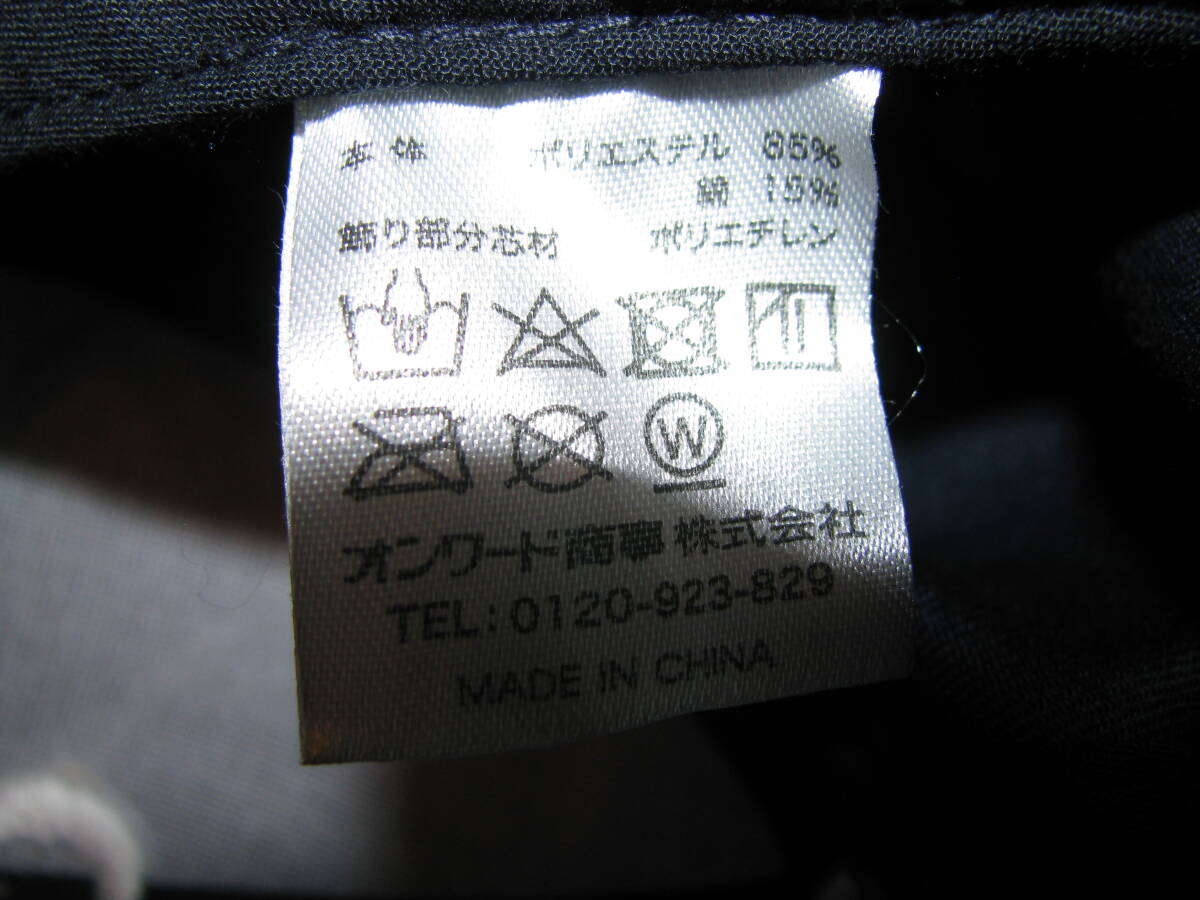 本体 ポリエステル 85%
綿 15%
飾り部分芯材 ポリエチレン
W
オンワード商事株式会社
TEL:0120-923-829
MADE IN CHINA